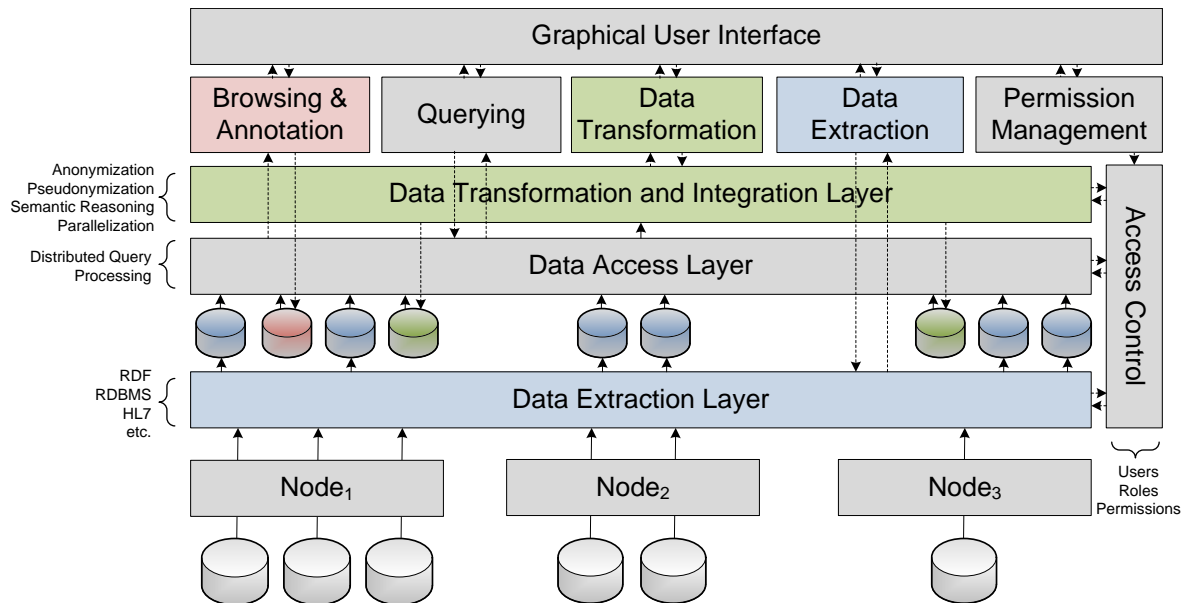 Graphical User Interface
Browsing &
Annotation
Querying
Data
Transformation
Data
Extraction
Permission
Management
Anonymization
Pseudonymization
Semantic Reasoning
Parallelization
Data Transformation and Integration Layer
Access Control
Distributed Query
Processing
Data Access Layer
RDF
RDBMS
HL7
etc.
Data Extraction Layer
Node1
Node2
Node3
Users
Roles
Permissions